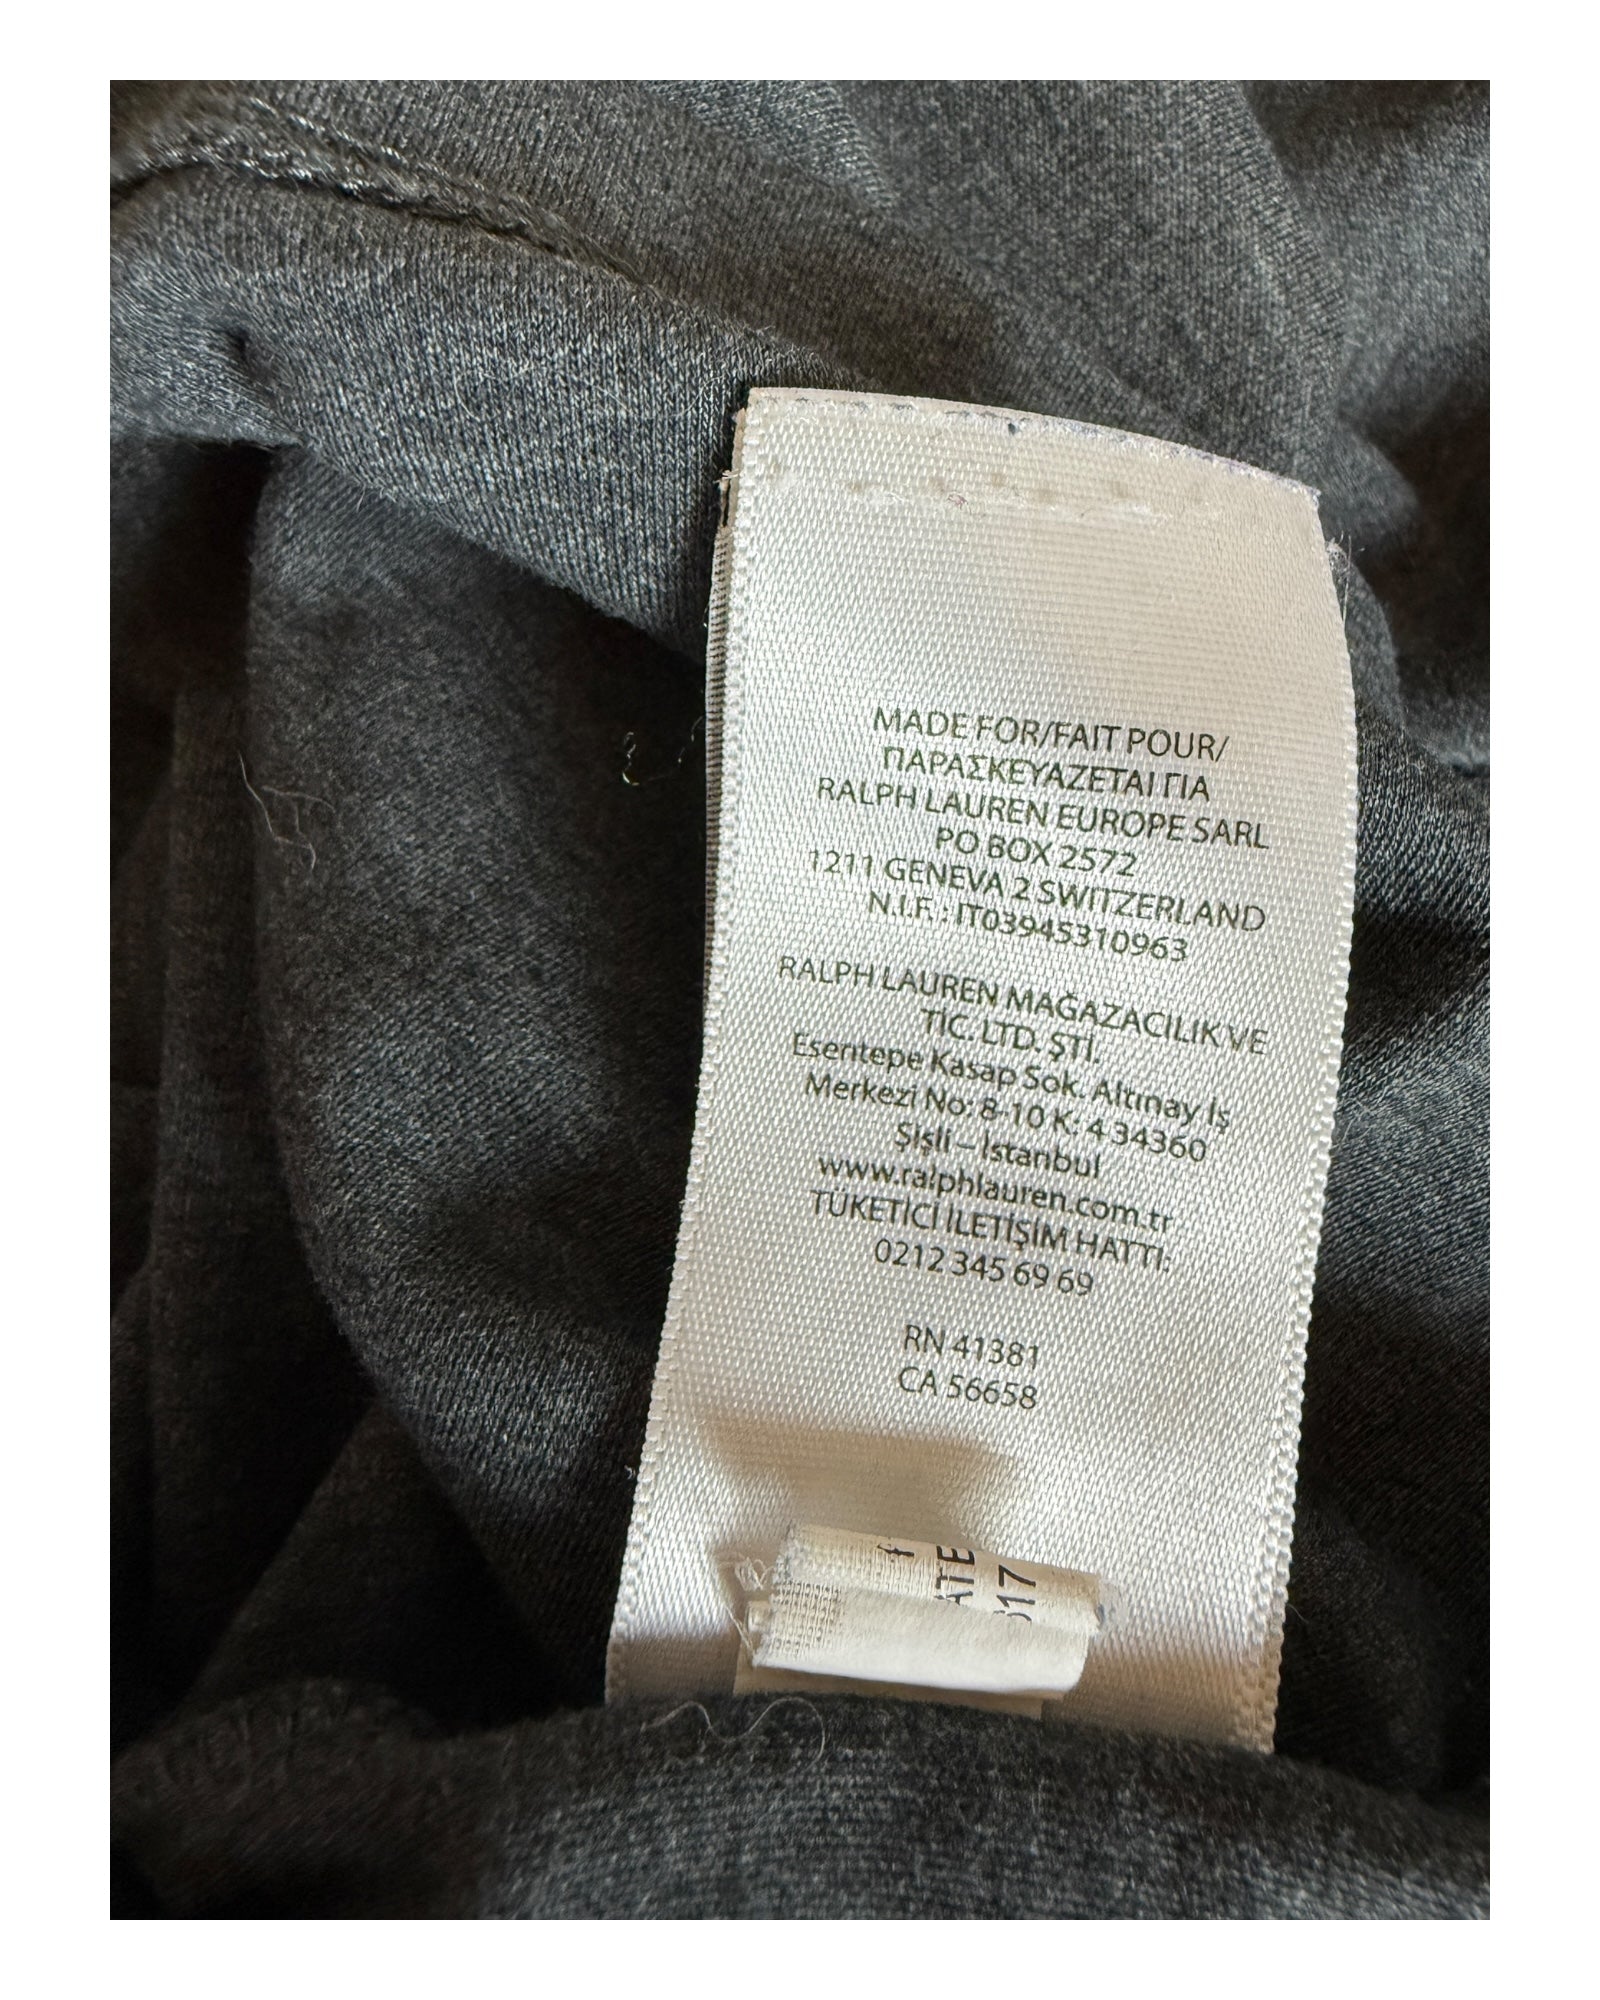 MADE FOR/FAIT POUR/
ΠΑΡΑΣΚΕΥΑΖΕΤΑΙ ΓΙΑ
RALPH LAUREN EUROPE SARL
PO BOX 2572
1211 GENEVA 2 SWITZERLAND
N.I.F. : IT03945310963
RALPH LAUREN MAĞAZACILIK VE
TİC. LTD. ŞTİ.
Esentepe Kasap Sok. Altınay İş
Merkezi No: 8-10 K: 4 34360
Şişli – İstanbul
www.ralphlauren.com.tr
TÜKETİCİ İLETİŞİM HATTI:
0212 345 69 69
RN 41381
CA 56658